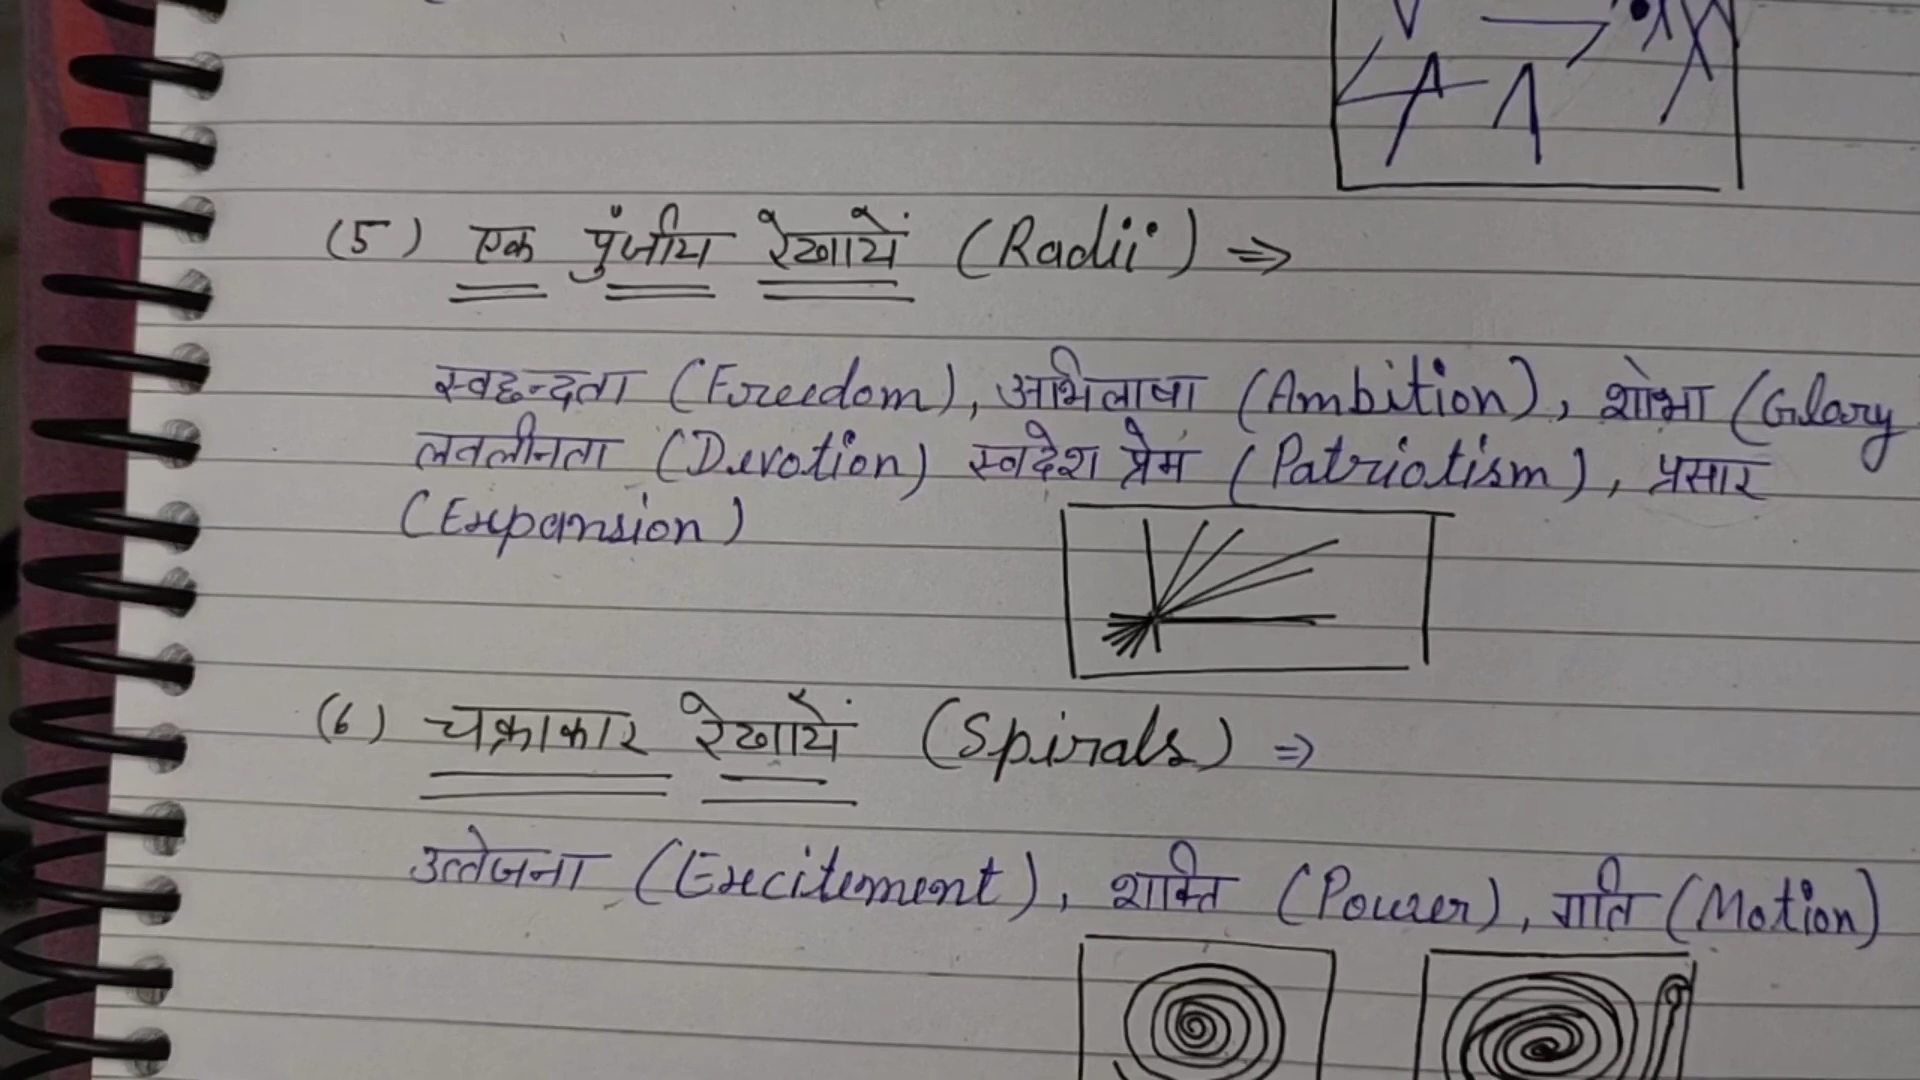 (5) एक पुंजीय रेखायें (Radii) ⇒
स्वछन्दता (Freedom), अभिलाषा (Ambition), शोभा (Glory
लवलीनता (Devotion) स्वदेश प्रेम (Patriotism), प्रसार
(Expansion)
(6) चक्राकार रेखायें (Spirals) ⇒
उत्तेजना (Excitement), शक्ति (Power), गति (Motion)